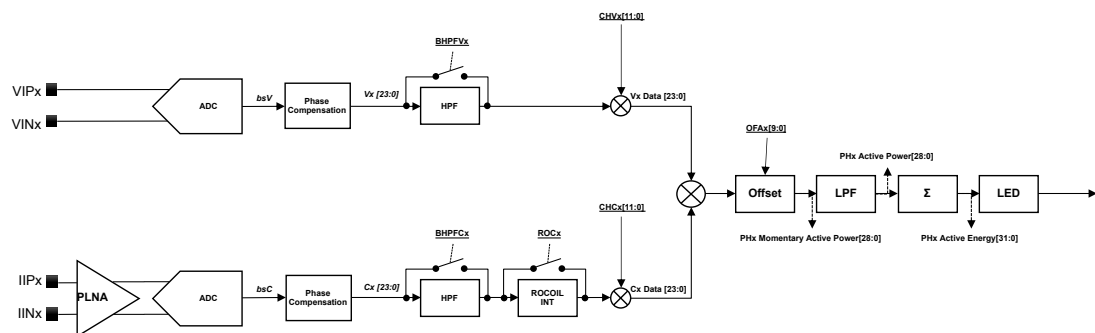 CHVx[11:0]
BHPFVx
VIPx
VINx
ADC
bsV
Phase
Compensation
Vx [23:0]
HPF
Vx Data [23:0]
OFAx[9:0]
PHx Active Power[28:0]
Offset
LPF
Σ
LED
PHx Momentary Active Power[28:0]
PHx Active Energy[31:0]
CHCx[11:0]
BHPFCx
ROCx
IIPx
IINx
PLNA
ADC
bsC
Phase
Compensation
Cx [23:0]
HPF
ROCOIL
INT
Cx Data [23:0]